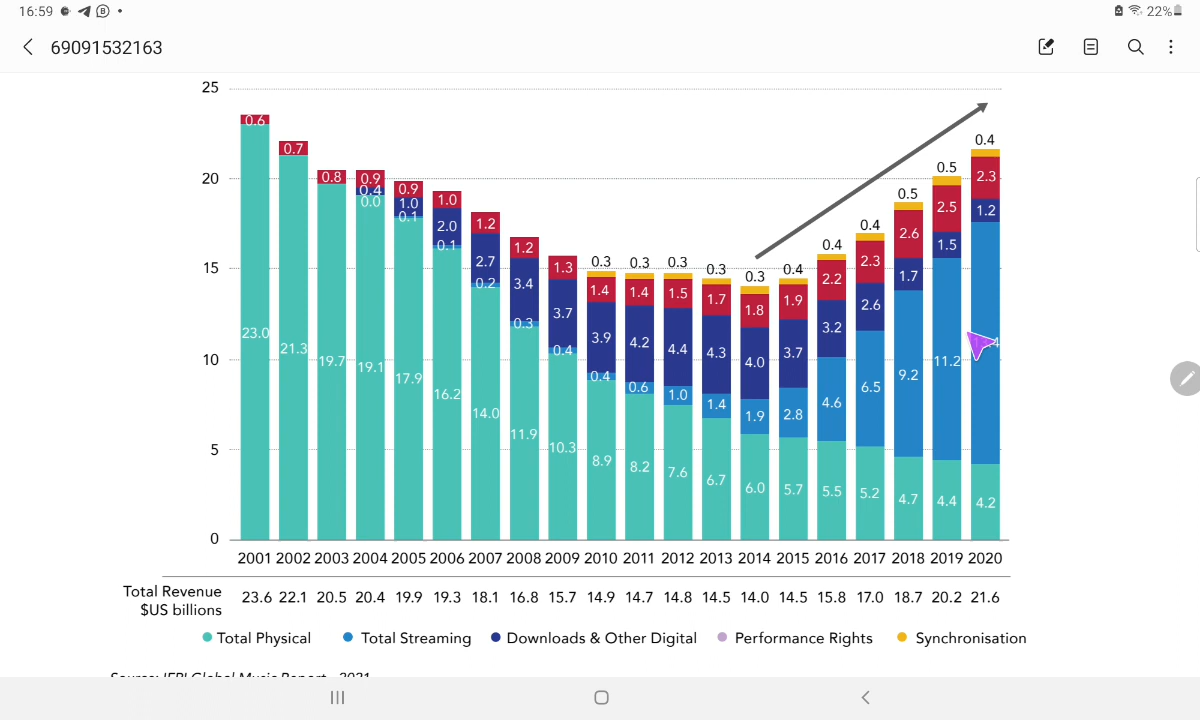 16:59
22%
69091532163
25
0.4
0.6
0.5
0.7
0.5
2.3
0.8 0.9
20
0.4 0.9
1.0 0.4 2.5 1.2
0.0 1.0
0.1 1.2 0.4 2.6
2.0 1.5
0.1 1.2 0.4 2.3
2.7 1.3 0.3 0.3 0.3 0.3 0.3 2.2 1.7
15
0.2 3.4 1.4 1.4 1.5 1.7 1.8 1.9 2.6
3.7 3.2
23.0 0.3 3.9 4.2 4.4 4.3 4.0 3.7 11.2
21.3 19.7 19.1 0.4
10
17.9 0.4 0.6 1.0 1.4 1.9 2.8 4.6 6.5 9.2
16.2
14.0
11.9
10.3 8.9 8.2 7.6 6.7 6.0 5.7 5.5 5.2 4.7 4.4 4.2
5
0
2001 2002 2003 2004 2005 2006 2007 2008 2009 2010 2011 2012 2013 2014 2015 2016 2017 2018 2019 2020
Total Revenue
$US billions
23.6 22.1 20.5 20.4 19.9 19.3 18.1 16.8 15.7 14.9 14.7 14.8 14.5 14.0 14.5 15.8 17.0 18.7 20.2 21.6
Total Physical Total Streaming Downloads & Other Digital Performance Rights Synchronisation
Source: IFPI Global Music Report 2021